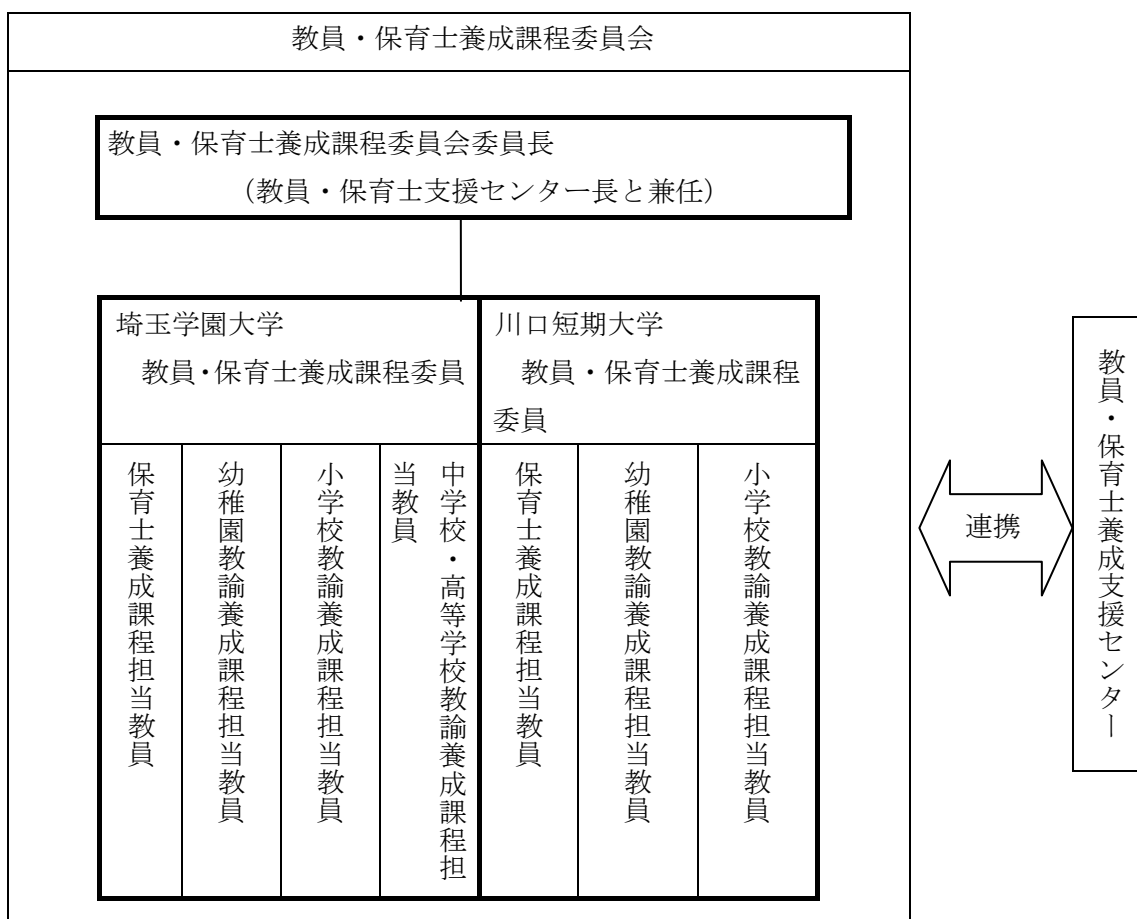 教員・保育士養成課程委員会
教員・保育士養成課程委員会委員長
（教員・保育士支援センター長と兼任）
埼玉学園大学
教員・保育士養成課程委員
川口短期大学
教員・保育士養成課程
委員
保育士養成課程担当教員
幼稚園教諭養成課程担当教員
小学校教諭養成課程担当教員
中学校・高等学校教諭養成課程担
当教員
保育士養成課程担当教員
幼稚園教諭養成課程担当教員
小学校教諭養成課程担当教員
連携
教員・保育士養成支援センター